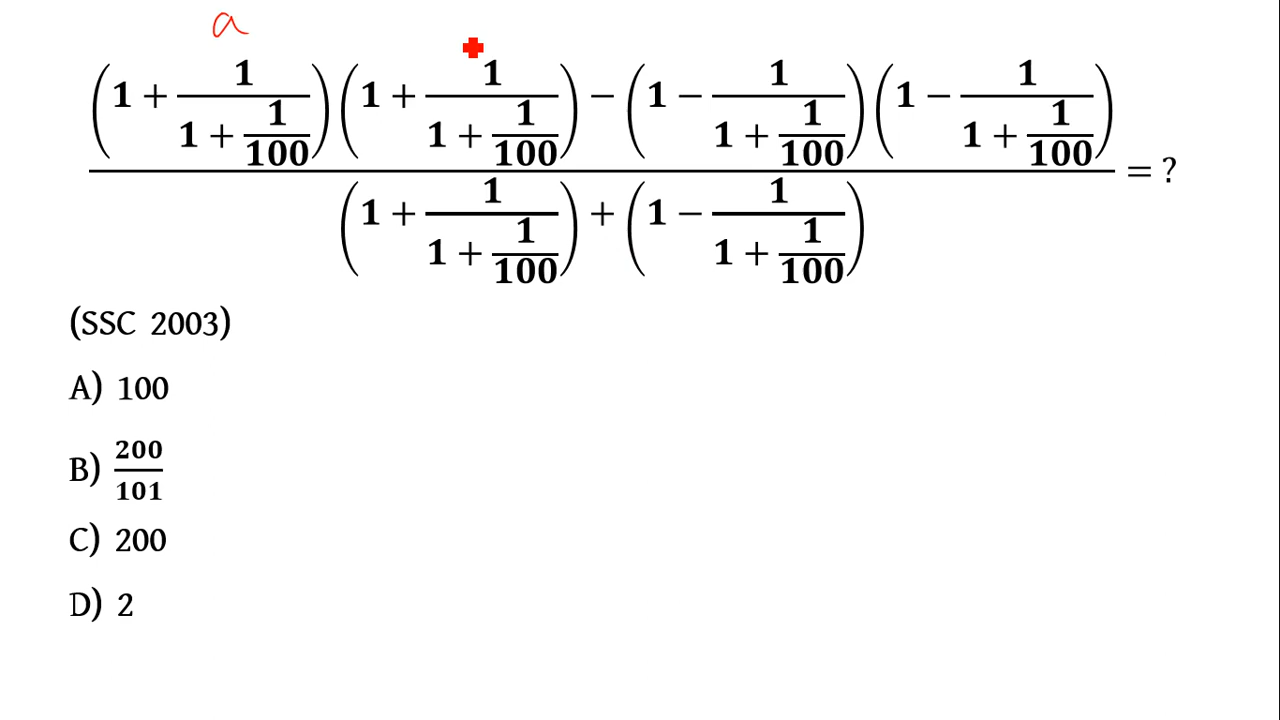 a
(1 + 1/(1 + 1/100))(1 + 1/(1 + 1/100)) − (1 − 1/(1 + 1/100))(1 − 1/(1 + 1/100))
/ (1 + 1/(1 + 1/100)) + (1 − 1/(1 + 1/100)) = ?
(SSC 2003)
A) 100
B) 200/101
C) 200
D) 2